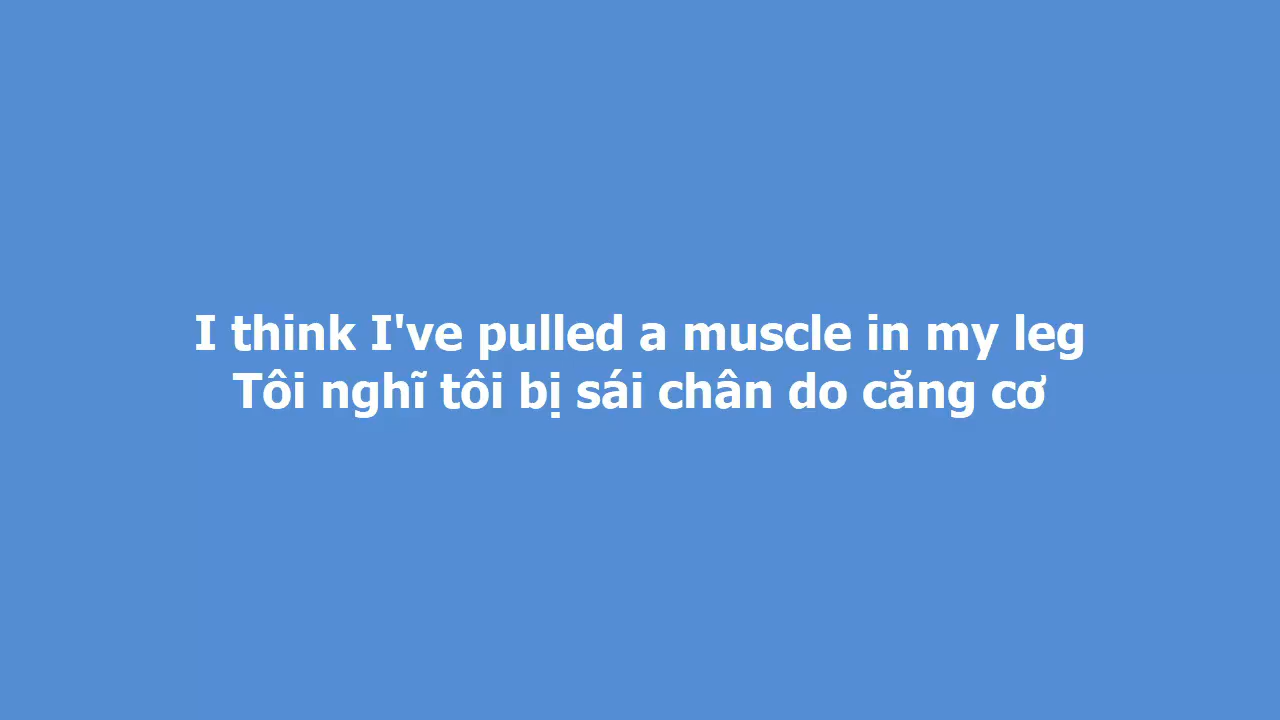 I think I've pulled a muscle in my leg
Tôi nghĩ tôi bị sái chân do căng cơ